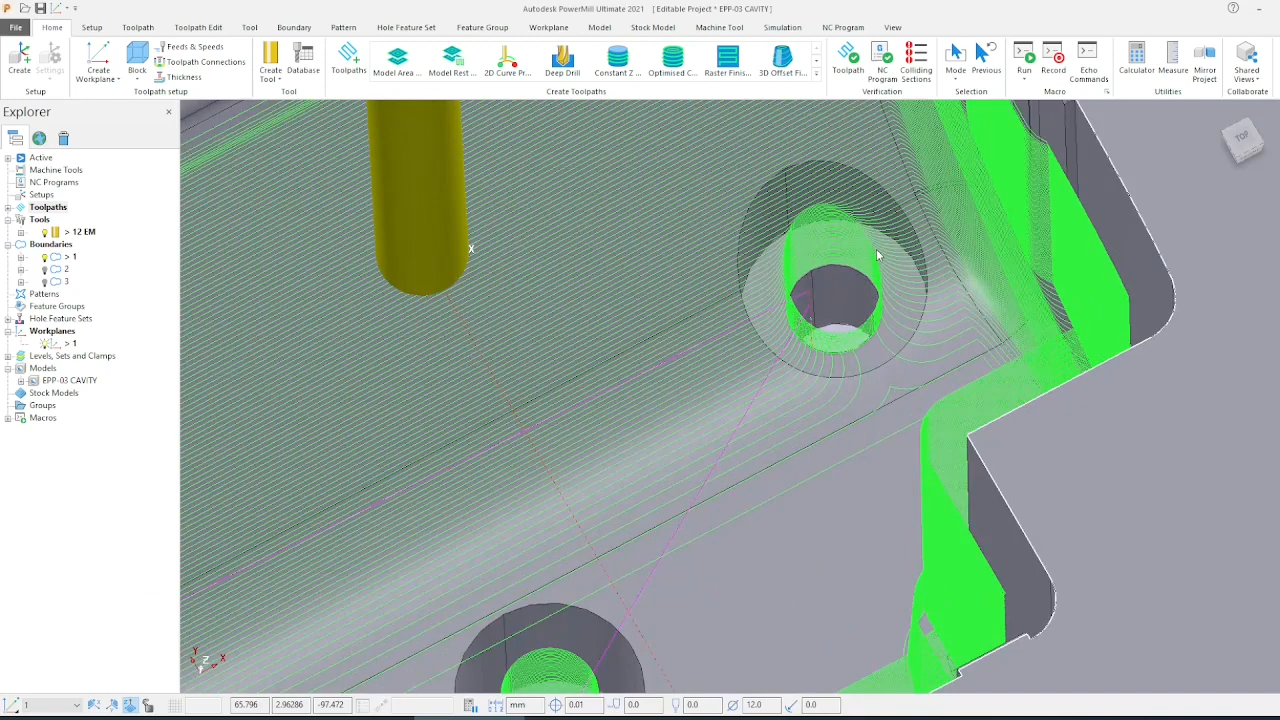 Autodesk PowerMill Ultimate 2021 - [ Editable Project * EPP-03 CAVITY ]
File Home Setup Toolpath Toolpath Edit Tool Boundary Pattern Hole Feature Set Feature Group Workplane Model Stock Model Machine Tool Simulation NC Program View
Create
Settings
Setup
Create Workplane
Block
Feeds & Speeds
Toolpath Connections
Thickness
Toolpath setup
Create Tool
Database
Tool
Toolpaths
Model Area ...
Model Rest ...
2D Curve Pr...
Deep Drill
Constant Z ...
Optimised C...
Raster Finis...
3D Offset Fi...
Create Toolpaths
Toolpath
NC Program
Colliding Sections
Verification
Mode
Previous
Selection
Run
Record
Echo Commands
Macro
Calculator
Measure
Mirror Project
Utilities
Shared Views
Collaborate
Explorer
Active
Machine Tools
NC Programs
Setups
Toolpaths
Tools
> 12 EM
Boundaries
> 1
2
3
Patterns
Feature Groups
Hole Feature Sets
Workplanes
> 1
Levels, Sets and Clamps
Models
EPP-03 CAVITY
Stock Models
Groups
Macros
TOP
X
Y
Z
X
1 65.796 2.96286 -97.472 mm 0.01 0.0 0.0 12.0 0.0